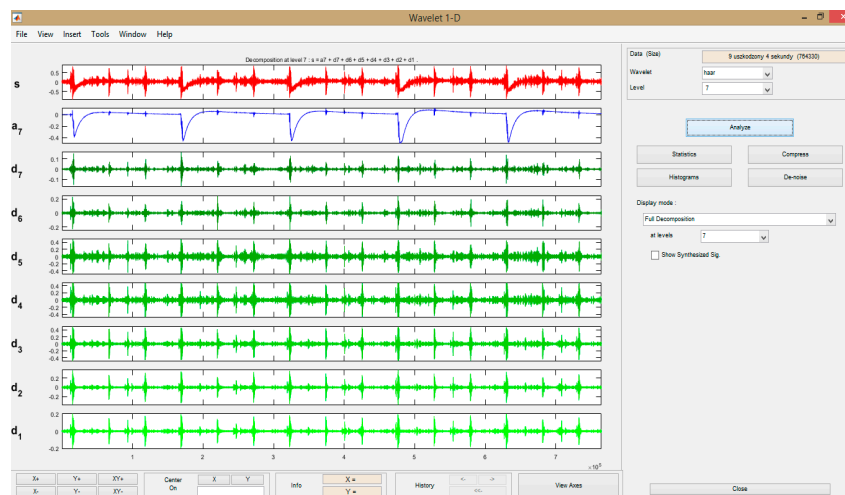 Wavelet 1-D
File View Insert Tools Window Help
Decomposition at level 7 : s = a7 + d7 + d6 + d5 + d4 + d3 + d2 + d1 .
s
0.5
0
-0.5
a7
0
-0.2
-0.4
d7
0.1
0
-0.1
d6
0.2
0
-0.2
d5
0.4
0.2
0
-0.2
-0.4
d4
0.4
0.2
0
-0.2
-0.4
d3
0.4
0.2
0
-0.2
-0.4
d2
0.2
0
-0.2
d1
0.2
0
-0.2
1 2 3 4 5 6 7
×10⁵
Data (Size) 9 uszkodzony 4 sekundy (764330)
Wavelet haar
Level 7
Analyze
Statistics Compress
Histograms De-noise
Display mode :
Full Decomposition
at levels 7
Show Synthesized Sig.
X+ Y+ XY+
X- Y- XY-
Center On X Y
Info X =
Y =
History <- ->
<<-
View Axes
Close